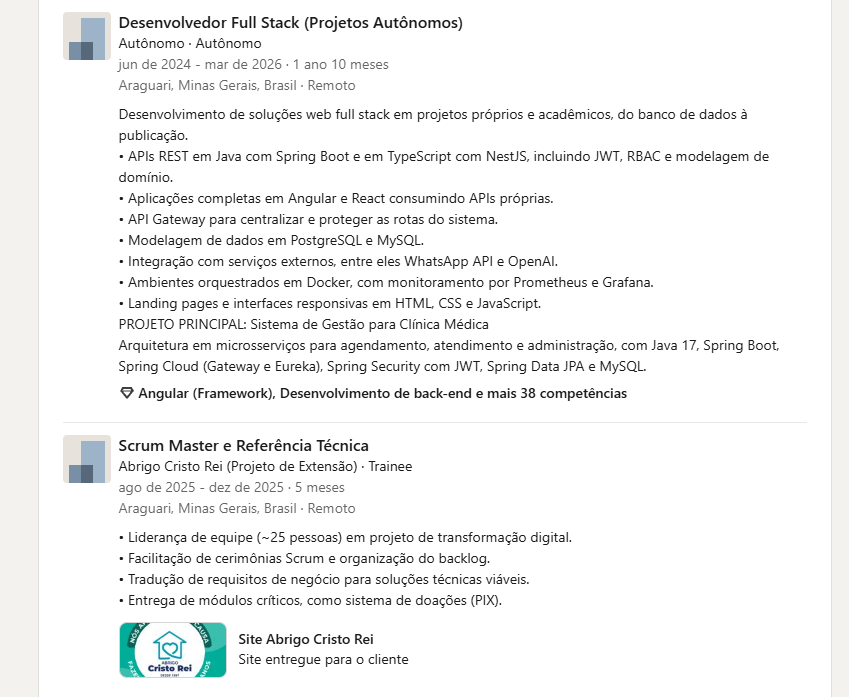 Desenvolvedor Full Stack (Projetos Autônomos)
Autônomo · Autônomo
jun de 2024 - mar de 2026 · 1 ano 10 meses
Araguari, Minas Gerais, Brasil · Remoto
Desenvolvimento de soluções web full stack em projetos próprios e acadêmicos, do banco de dados à
publicação.
• APIs REST em Java com Spring Boot e em TypeScript com NestJS, incluindo JWT, RBAC e modelagem de
domínio.
• Aplicações completas em Angular e React consumindo APIs próprias.
• API Gateway para centralizar e proteger as rotas do sistema.
• Modelagem de dados em PostgreSQL e MySQL.
• Integração com serviços externos, entre eles WhatsApp API e OpenAI.
• Ambientes orquestrados em Docker, com monitoramento por Prometheus e Grafana.
• Landing pages e interfaces responsivas em HTML, CSS e JavaScript.
PROJETO PRINCIPAL: Sistema de Gestão para Clínica Médica
Arquitetura em microsserviços para agendamento, atendimento e administração, com Java 17, Spring Boot,
Spring Cloud (Gateway e Eureka), Spring Security com JWT, Spring Data JPA e MySQL.
Angular (Framework), Desenvolvimento de back-end e mais 38 competências
Scrum Master e Referência Técnica
Abrigo Cristo Rei (Projeto de Extensão) · Trainee
ago de 2025 - dez de 2025 · 5 meses
Araguari, Minas Gerais, Brasil · Remoto
• Liderança de equipe (~25 pessoas) em projeto de transformação digital.
• Facilitação de cerimônias Scrum e organização do backlog.
• Tradução de requisitos de negócio para soluções técnicas viáveis.
• Entrega de módulos críticos, como sistema de doações (PIX).
ABRIGO
Cristo Rei
Site Abrigo Cristo Rei
Site entregue para o cliente